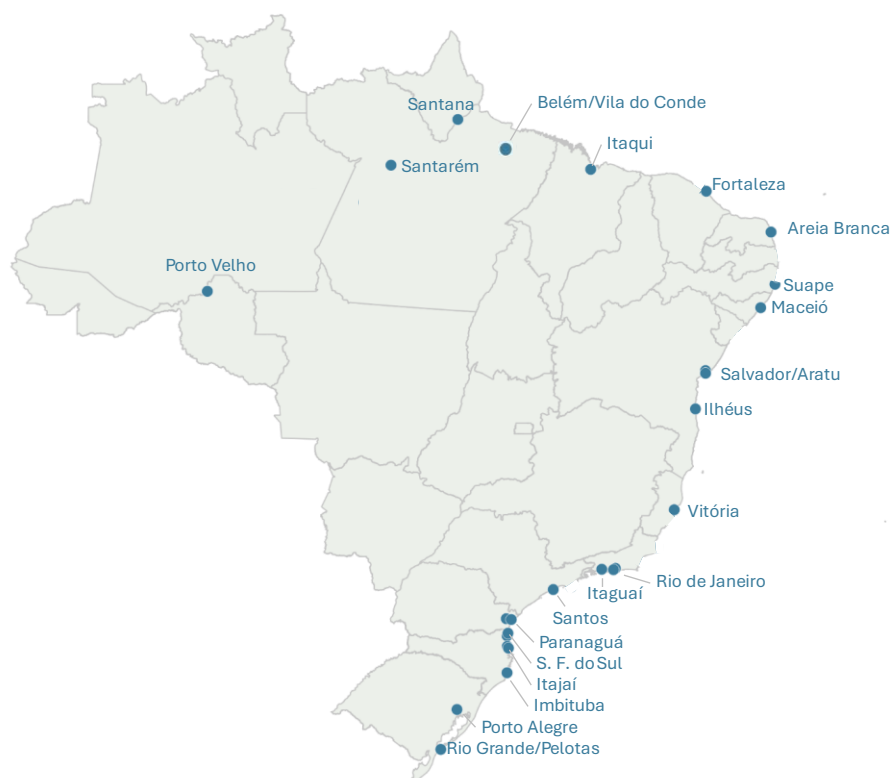 Belém/Vila do Conde
Santana
Itaqui
Santarém
Fortaleza
Areia Branca
Porto Velho
Suape
Maceió
Salvador/Aratu
Ilhéus
Vitória
Rio de Janeiro
Itaguaí
Santos
Paranaguá
S. F. do Sul
Itajaí
Imbituba
Porto Alegre
Rio Grande/Pelotas